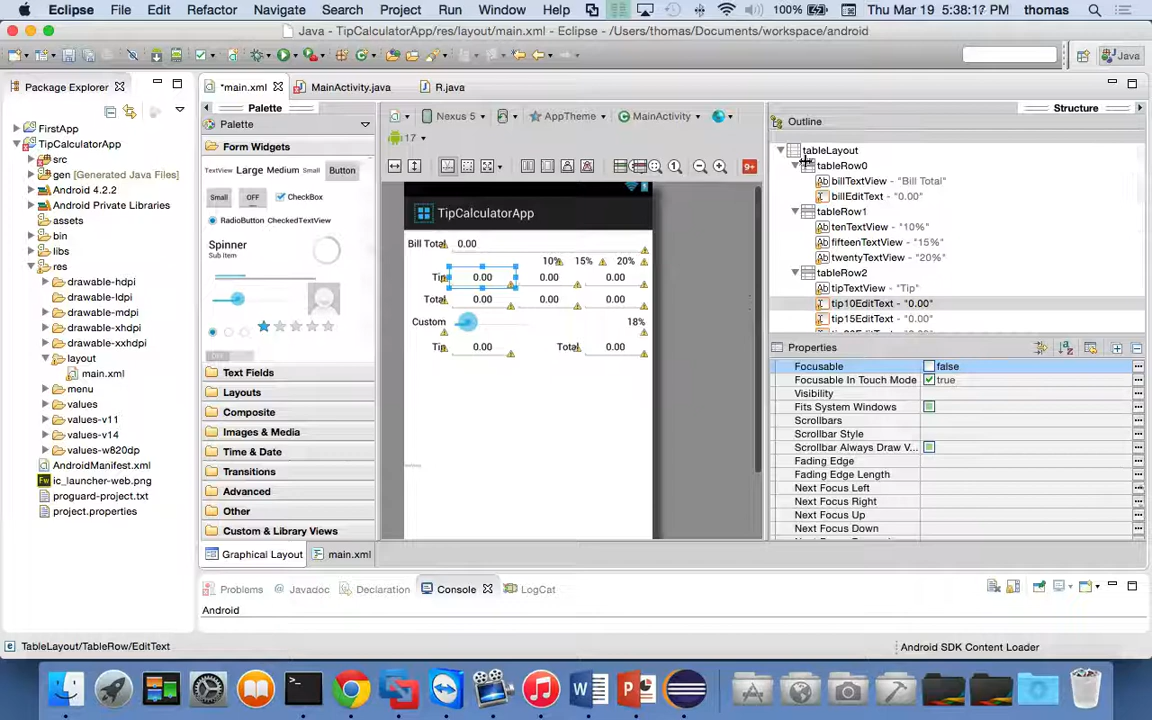 Eclipse File Edit Refactor Navigate Search Project Run Window Help 100% Thu Mar 19 5:38:17 PM thomas
Java - TipCalculatorApp/res/layout/main.xml - Eclipse - /Users/thomas/Documents/workspace/android
Java
Package Explorer
FirstApp
TipCalculatorApp
src
gen [Generated Java Files]
Android 4.2.2
Android Private Libraries
assets
bin
libs
res
drawable-hdpi
drawable-ldpi
drawable-mdpi
drawable-xhdpi
drawable-xxhdpi
layout
main.xml
menu
values
values-v11
values-v14
values-w820dp
AndroidManifest.xml
ic_launcher-web.png
proguard-project.txt
project.properties
*main.xml MainActivity.java R.java
Palette
Palette
Form Widgets
TextView Large Medium Small Button
Small OFF CheckBox
RadioButton CheckedTextView
Spinner
Sub Item
OFF
Text Fields
Layouts
Composite
Images & Media
Time & Date
Transitions
Advanced
Other
Custom & Library Views
Graphical Layout main.xml
Nexus 5 AppTheme MainActivity
17
9+
TipCalculatorApp
Bill Total 0.00
10% 15% 20%
Tip 0.00 0.00 0.00
Total 0.00 0.00 0.00
Custom 18%
Tip 0.00 Total 0.00
Structure
Outline
tableLayout
tableRow0
billTextView - "Bill Total"
billEditText - "0.00"
tableRow1
tenTextView - "10%"
fifteenTextView - "15%"
twentyTextView - "20%"
tableRow2
tipTextView - "Tip"
tip10EditText - "0.00"
tip15EditText - "0.00"
Properties
Focusable false
Focusable In Touch Mode true
Visibility
Fits System Windows
Scrollbars
Scrollbar Style
Scrollbar Always Draw V...
Fading Edge
Fading Edge Length
Next Focus Left
Next Focus Right
Next Focus Up
Next Focus Down
Problems Javadoc Declaration Console LogCat
Android
TableLayout/TableRow/EditText Android SDK Content Loader